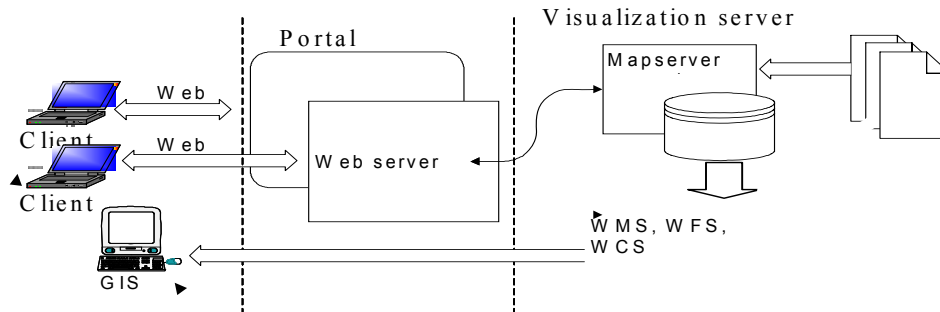 Visualization server
Portal
Mapserver
Web
Client
Web
Web server
Client
WMS, WFS,
WCS
GIS